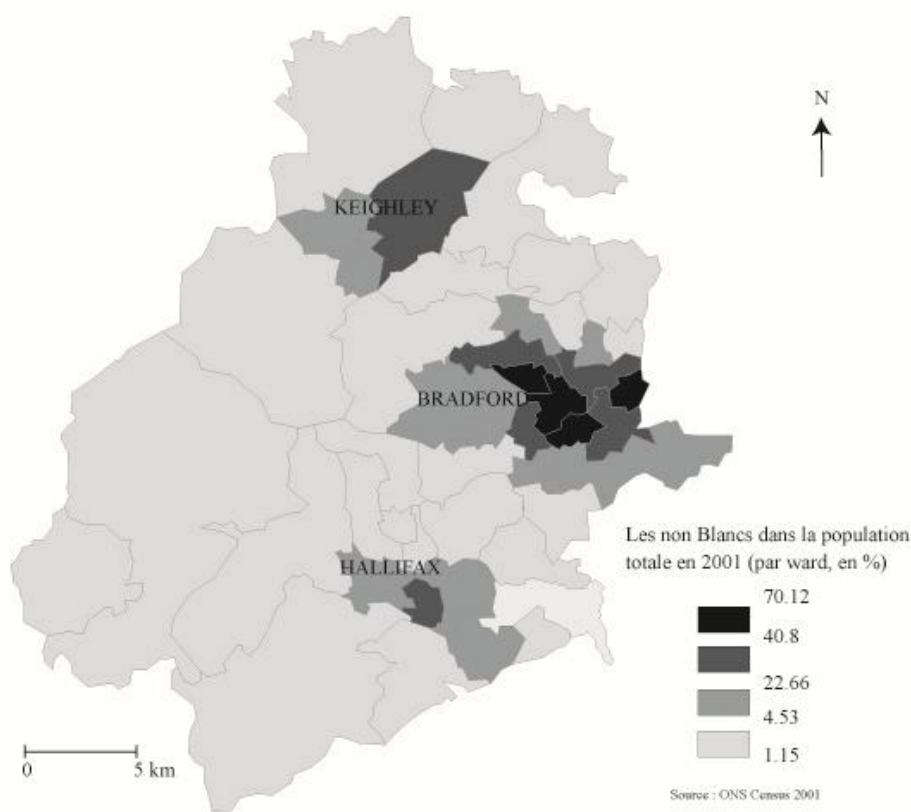 N
KEIGHLEY
BRADFORD
HALLIFAX
Les non Blancs dans la population
totale en 2001 (par ward, en %)
70.12
40.8
22.66
4.53
1.15
0 5 km
Source : ONS Census 2001